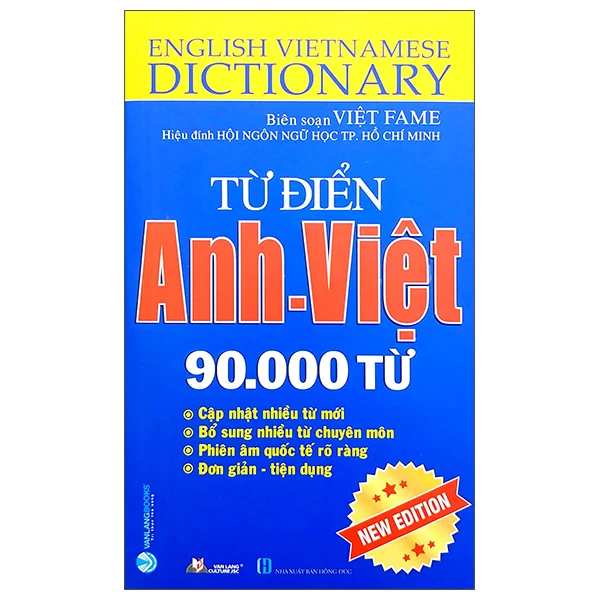 ENGLISH VIETNAMESE
DICTIONARY
Biên soạn VIỆT FAME
Hiệu đính HỘI NGÔN NGỮ HỌC TP. HỒ CHÍ MINH
TỪ ĐIỂN
Anh-Việt
90.000 TỪ
Cập nhật nhiều từ mới
Bổ sung nhiều từ chuyên môn
Phiên âm quốc tế rõ ràng
Đơn giản - tiện dụng
NEW EDITION
VANLANGBOOKS
VAN LANG
CULTURE JSC
NHÀ XUẤT BẢN HỒNG ĐỨC